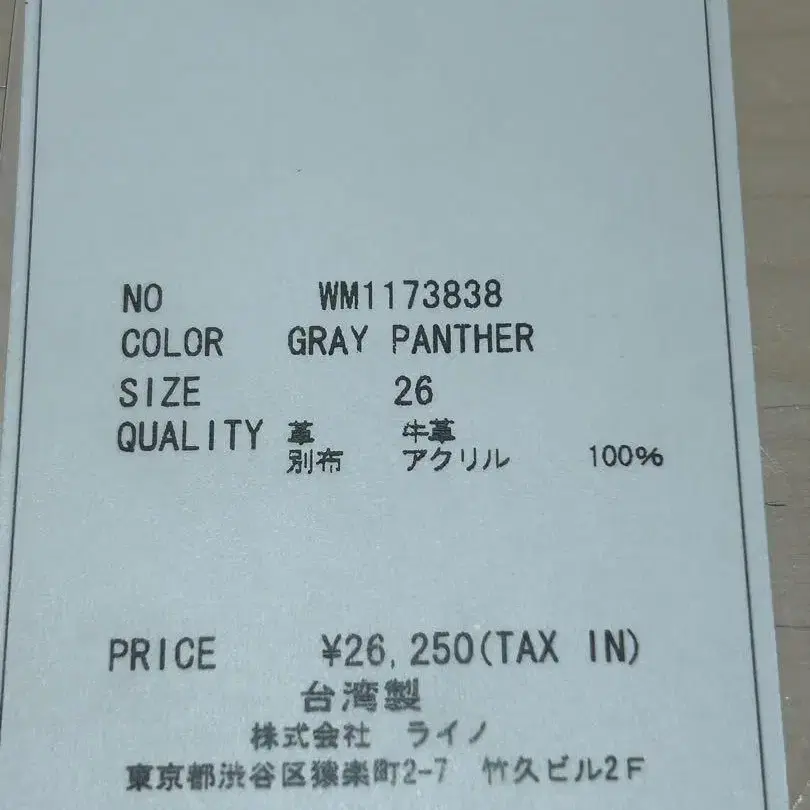 NO WM1173838
COLOR GRAY PANTHER
SIZE 26
QUALITY 革 牛革
別布 アクリル 100%
PRICE ¥26,250(TAX IN)
台湾製
株式会社 ライノ
東京都渋谷区猿楽町2-7 竹久ビル2F